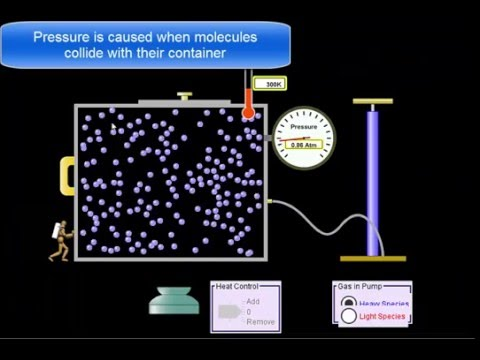 Pressure is caused when molecules
collide with their container
300K
Pressure
0.96 Atm
Heat Control
Add
0
Remove
Gas in Pump
Heavy Species
Light Species